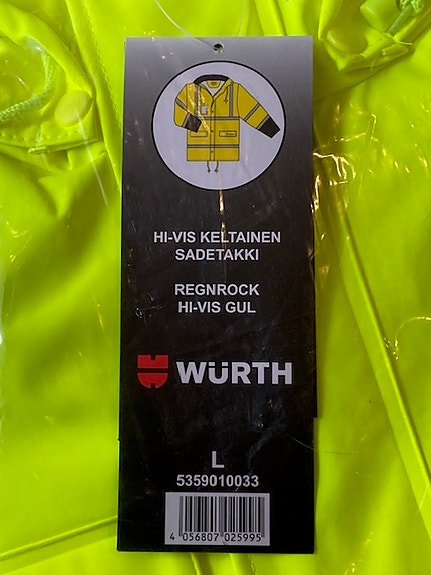 HI-VIS KELTAINEN
SADETAKKI
REGNROCK
HI-VIS GUL
WÜRTH
L
5359010033
4 056807 025995